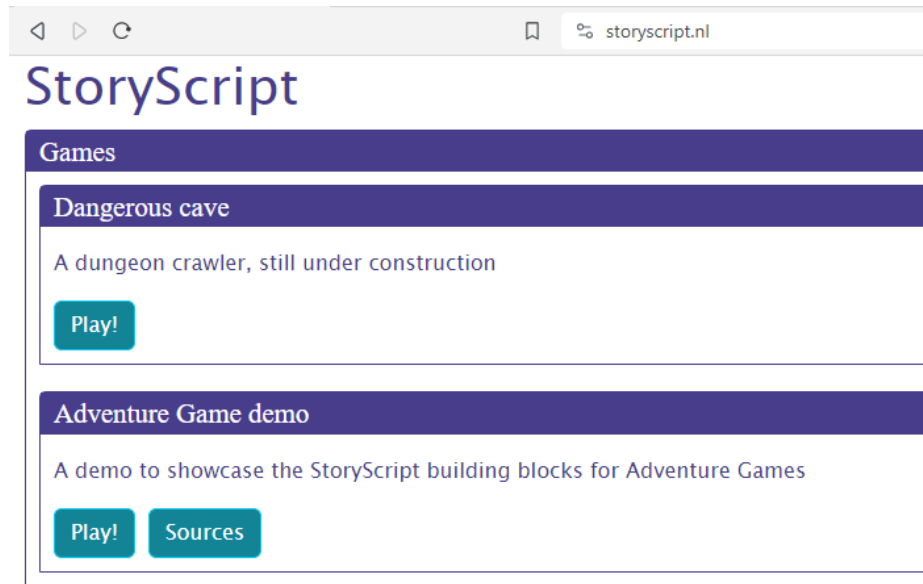 storyscript.nl
StoryScript
Games
Dangerous cave
A dungeon crawler, still under construction
Play!
Adventure Game demo
A demo to showcase the StoryScript building blocks for Adventure Games
Play! Sources